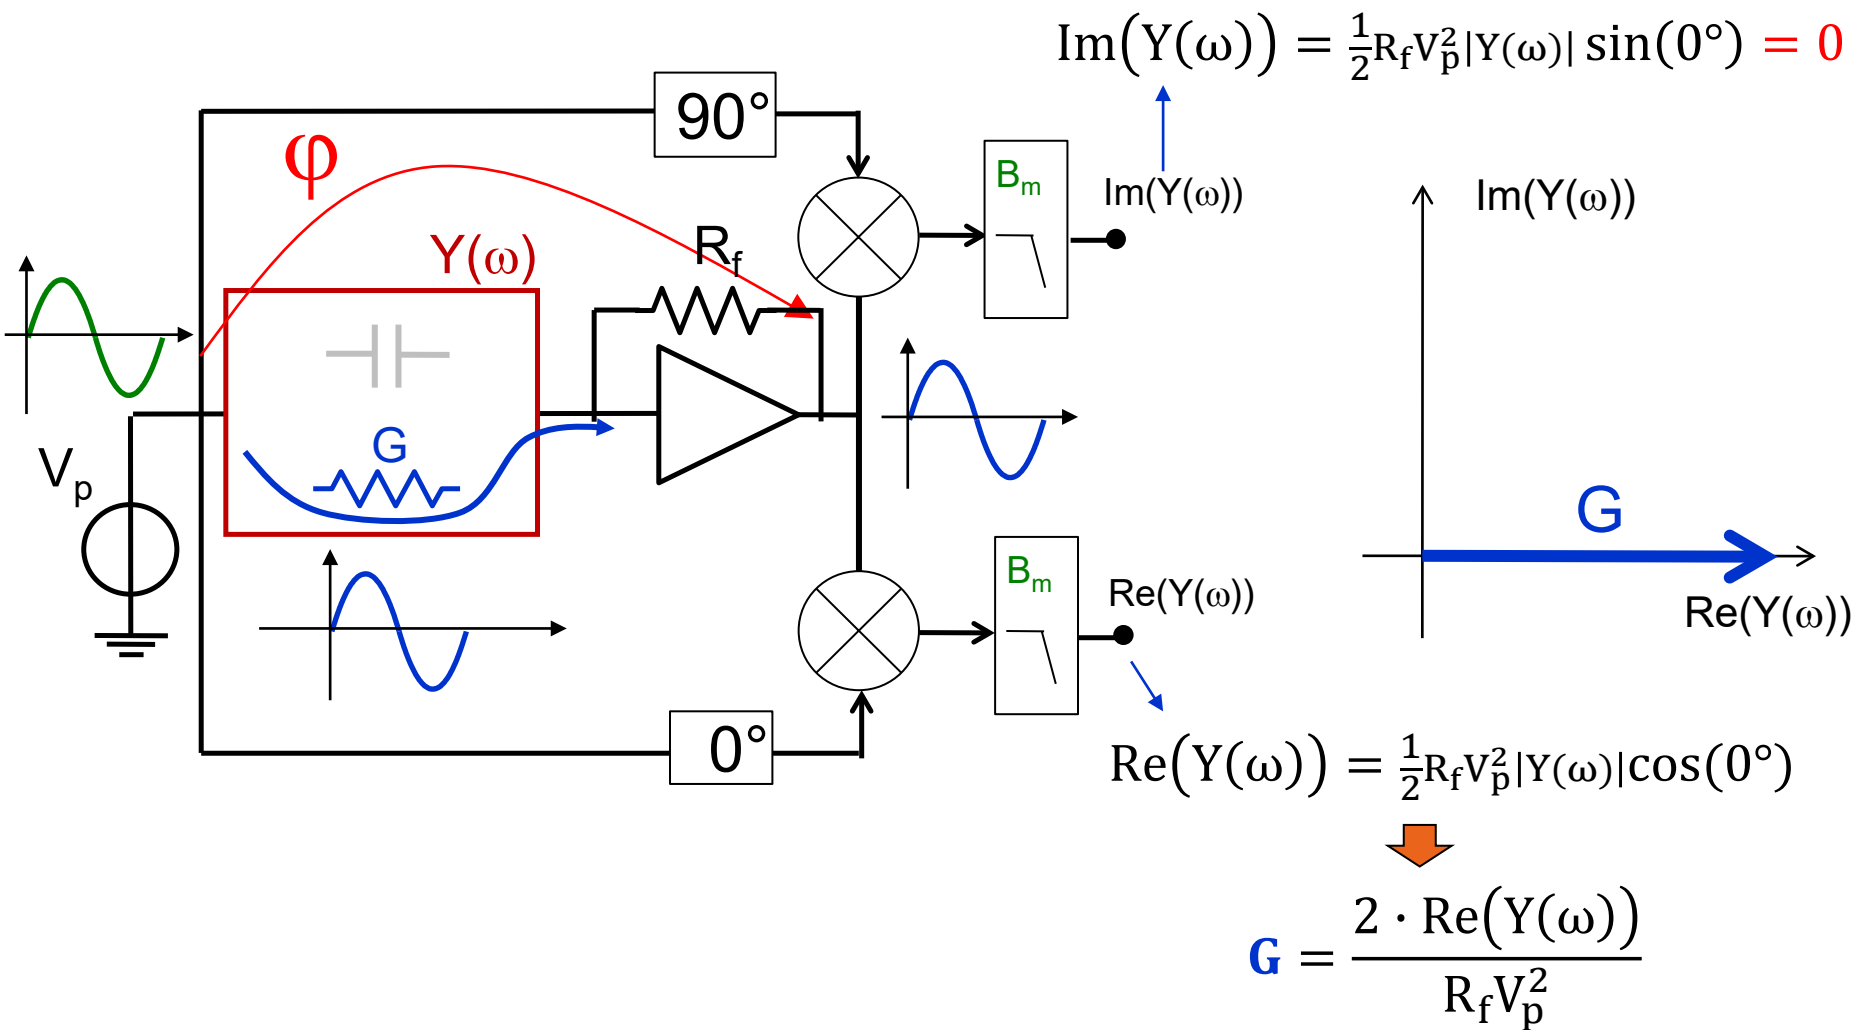 Im(Y(ω)) = ½R_fV_p²|Y(ω)| sin(0°) = 0
90°
φ
B_m
Im(Y(ω))
Im(Y(ω))
Y(ω)
R_f
G
V_p
G
B_m
Re(Y(ω))
Re(Y(ω))
0°
Re(Y(ω)) = ½R_fV_p²|Y(ω)|cos(0°)
G = 2 · Re(Y(ω)) / R_fV_p²